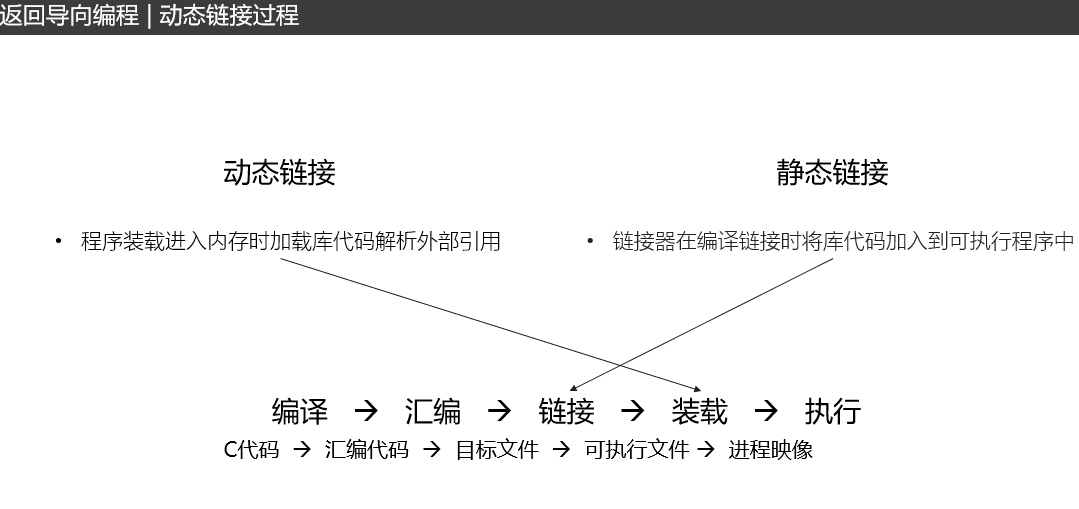 返回导向编程 | 动态链接过程
动态链接
静态链接
• 程序装载进入内存时加载库代码解析外部引用
• 链接器在编译链接时将库代码加入到可执行程序中
编译 → 汇编 → 链接 → 装载 → 执行
C代码 → 汇编代码 → 目标文件 → 可执行文件 → 进程映像